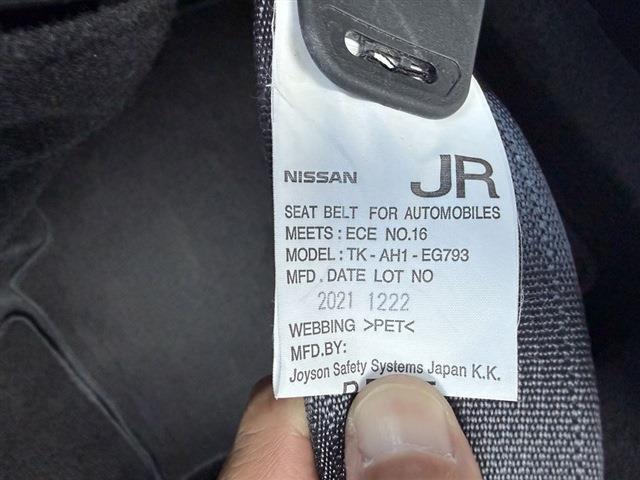 NISSAN JR
SEAT BELT FOR AUTOMOBILES
MEETS : ECE NO.16
MODEL : TK - AH1 - EG793
MFD . DATE LOT NO
2021 1222
WEBBING >PET<
MFD.BY:
Joyson Safety Systems Japan K.K.